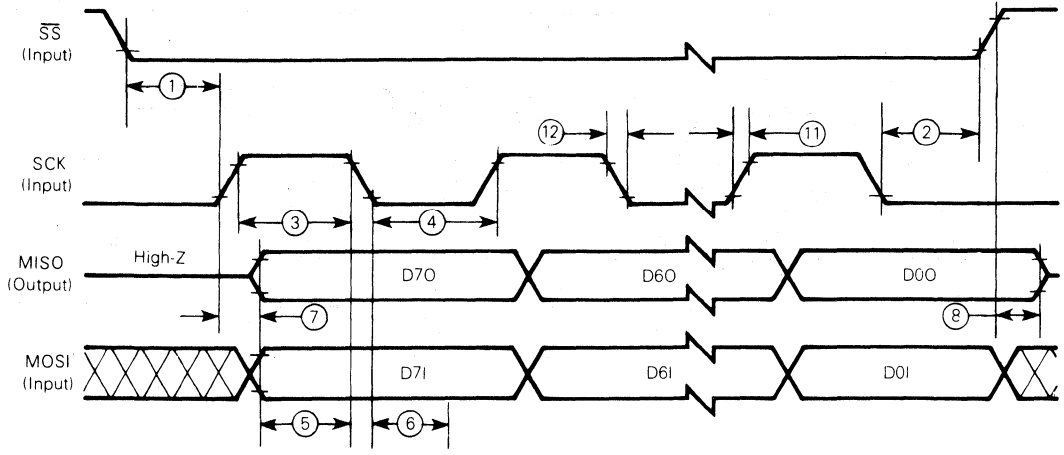 SS
(Input)
1
12
11
2
SCK
(Input)
3
4
High-Z
MISO
(Output)
D7O
D6O
D0O
7
8
MOSI
(Input)
D7I
D6I
D0I
5
6